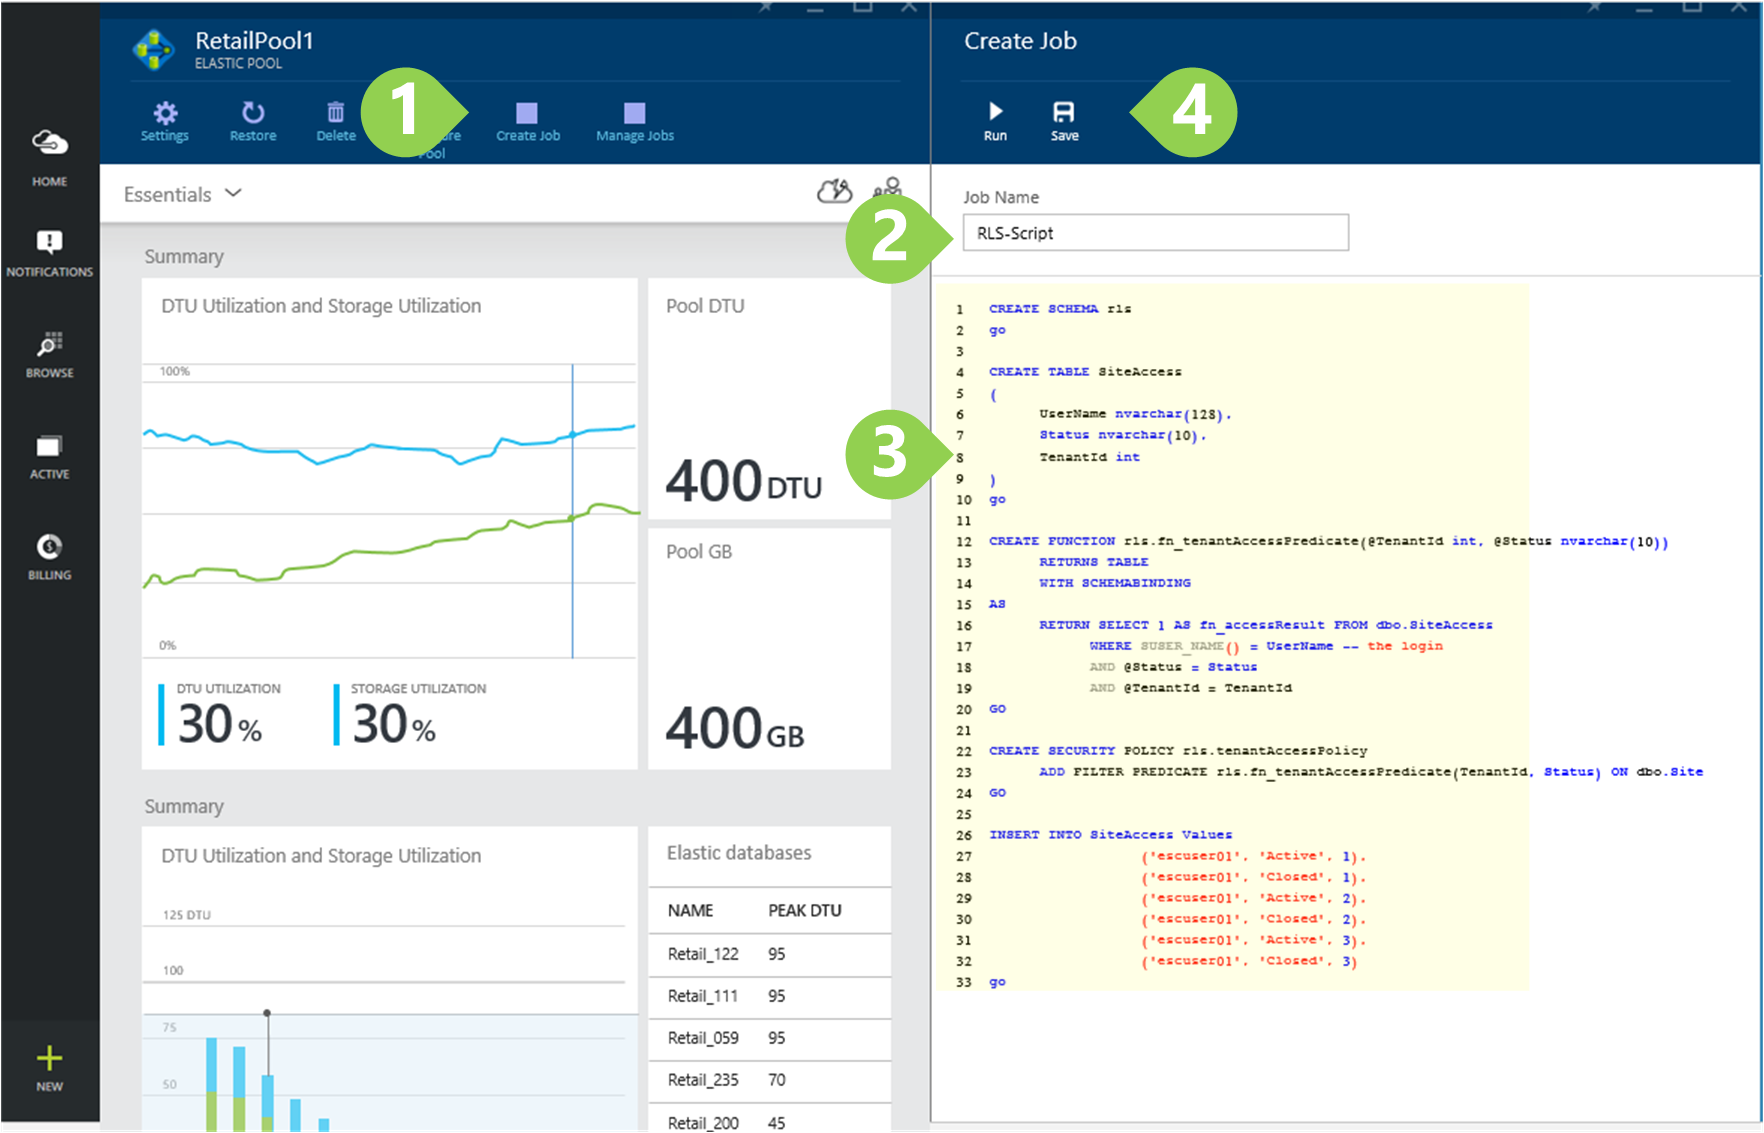 RetailPool1
ELASTIC POOL
Settings
Restore
Delete
Pool
Create Job
Manage Jobs
1
HOME
NOTIFICATIONS
BROWSE
ACTIVE
BILLING
NEW
Essentials
Summary
DTU Utilization and Storage Utilization
100%
0%
DTU UTILIZATION
30 %
STORAGE UTILIZATION
30 %
Pool DTU
400 DTU
Pool GB
400 GB
Summary
DTU Utilization and Storage Utilization
125 DTU
100
75
50
Elastic databases
NAME PEAK DTU
Retail_122 95
Retail_111 95
Retail_059 95
Retail_235 70
Retail_200 45
Create Job
Run
Save
4
Job Name
2
RLS-Script
3
1 CREATE SCHEMA rls
2 go
3
4 CREATE TABLE SiteAccess
5 (
6 UserName nvarchar(128),
7 Status nvarchar(10),
8 TenantId int
9 )
10 go
11
12 CREATE FUNCTION rls.fn_tenantAccessPredicate(@TenantId int, @Status nvarchar(10))
13 RETURNS TABLE
14 WITH SCHEMABINDING
15 AS
16 RETURN SELECT 1 AS fn_accessResult FROM dbo.SiteAccess
17 WHERE SUSER_NAME() = UserName -- the login
18 AND @Status = Status
19 AND @TenantId = TenantId
20 GO
21
22 CREATE SECURITY POLICY rls.tenantAccessPolicy
23 ADD FILTER PREDICATE rls.fn_tenantAccessPredicate(TenantId, Status) ON dbo.Site
24 GO
25
26 INSERT INTO SiteAccess Values
27 ('escuser01', 'Active', 1),
28 ('escuser01', 'Closed', 1),
29 ('escuser01', 'Active', 2),
30 ('escuser01', 'Closed', 2),
31 ('escuser01', 'Active', 3),
32 ('escuser01', 'Closed', 3)
33 go